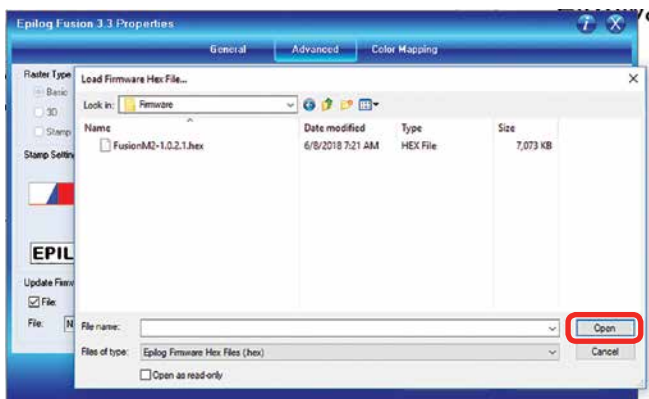 Epilog Fusion 3.3 Properties
General Advanced Color Mapping
Raster Type
Basic
3D
Stamp
Stamp Settin
EPIL
Update Firmw
File:
File: N
Load Firmware Hex File...
Look in: Firmware
Name Date modified Type Size
FusionM2-1.0.2.1.hex 6/8/2018 7:21 AM HEX File 7,073 KB
File name: Open
Files of type: Epilog Firmware Hex Files (.hex) Cancel
Open as read-only